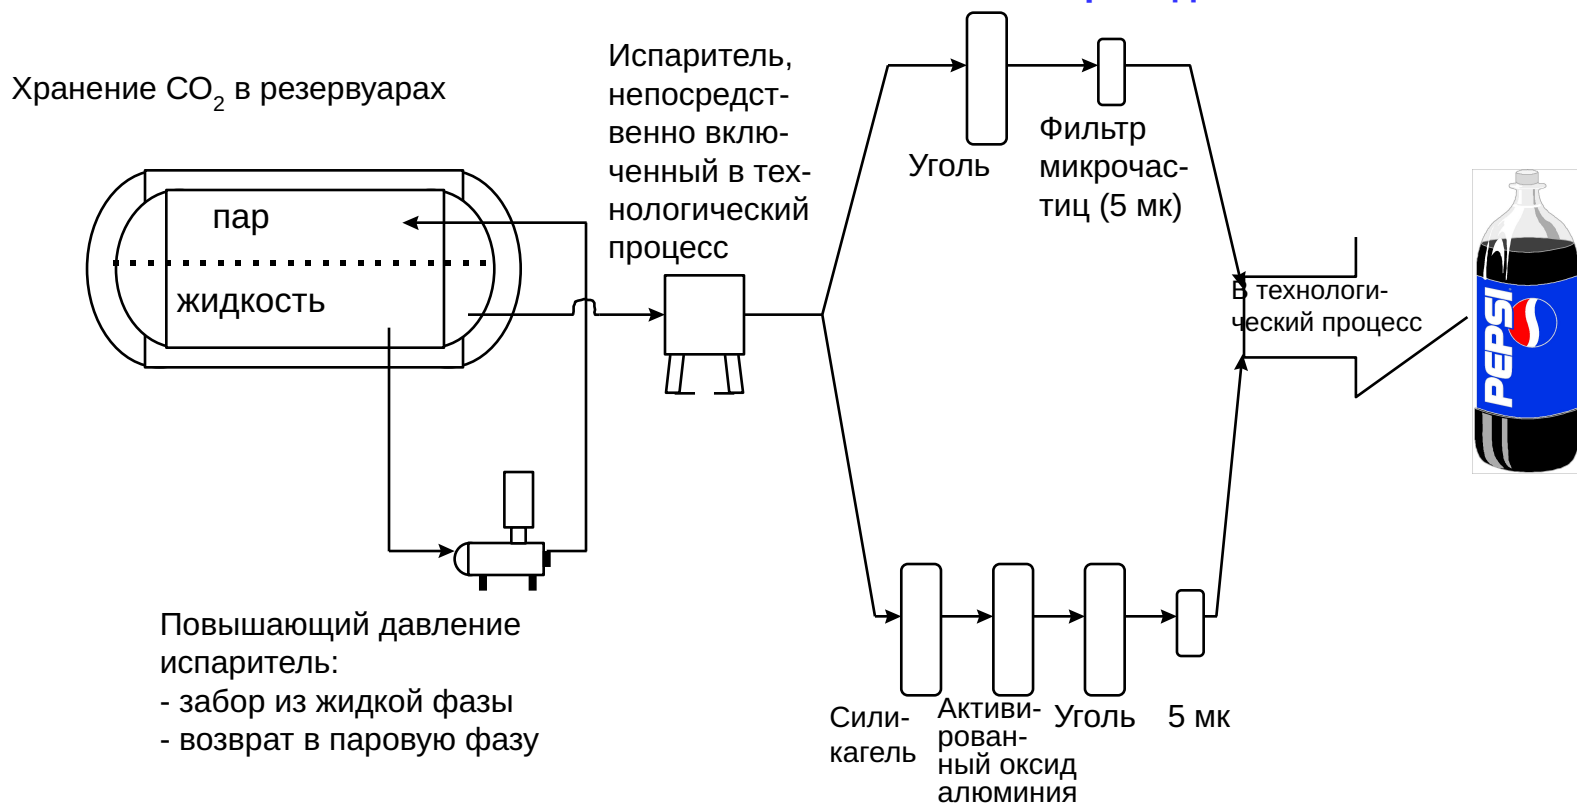 Хранение CO2 в резервуарах
пар
жидкость
Повышающий давление
испаритель:
- забор из жидкой фазы
- возврат в паровую фазу
Испаритель,
непосредст-
венно вклю-
ченный в тех-
нологический
процесс
Уголь
Фильтр
микрочас-
тиц (5 мк)
Сили-
кагель
Активи-
рован-
ный оксид
алюминия
Уголь
5 мк
В технологи-
ческий процесс
PEPSI